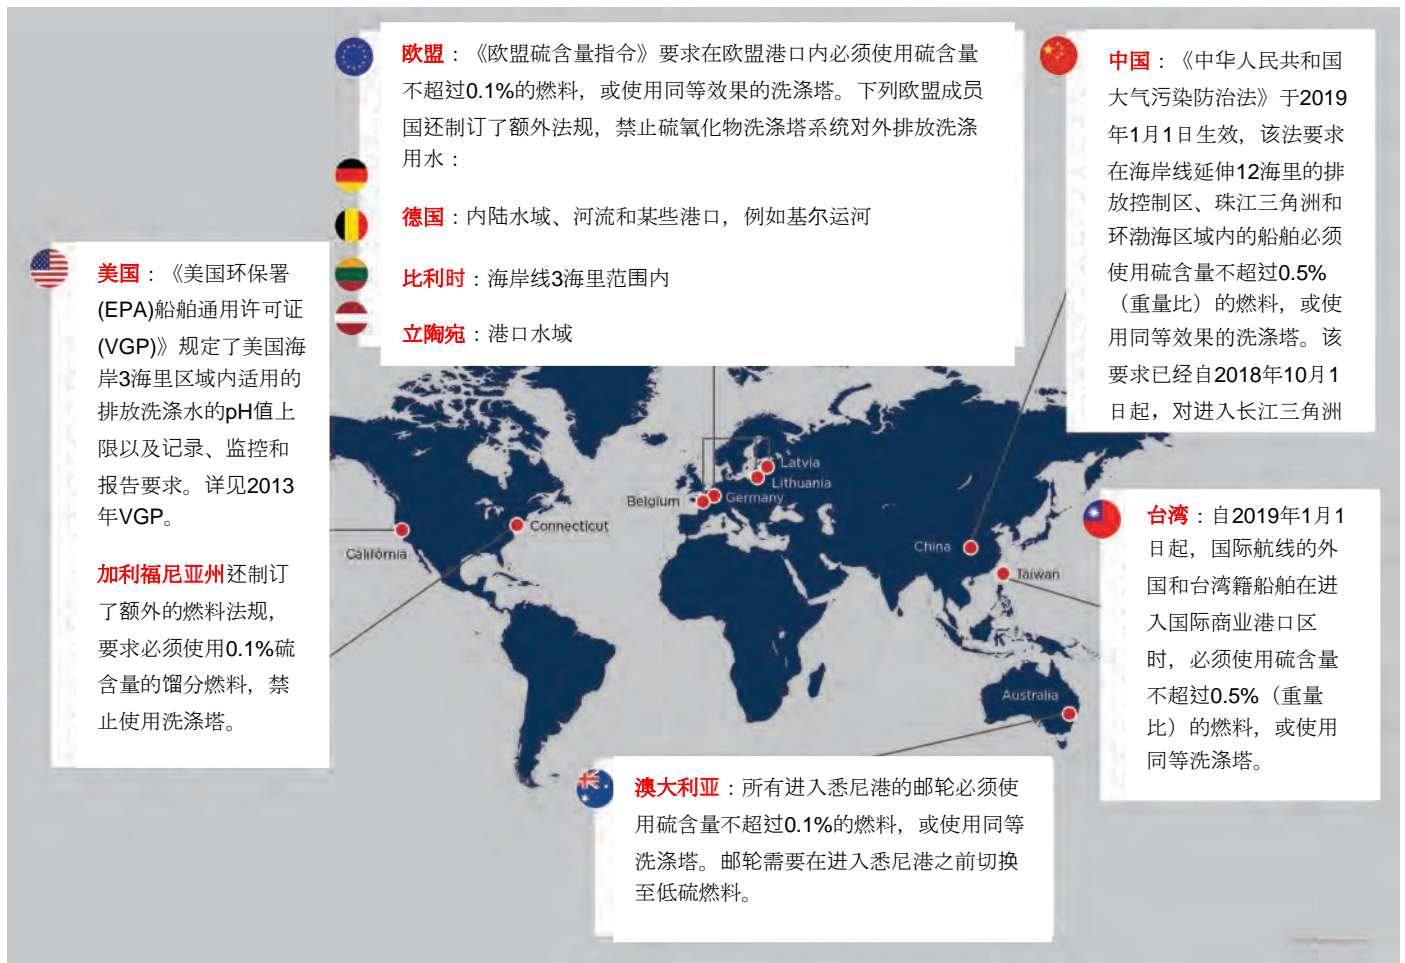 欧盟：《欧盟硫含量指令》要求在欧盟港口内必须使用硫含量
不超过0.1%的燃料，或使用同等效果的洗涤塔。下列欧盟成员
国还制订了额外法规，禁止硫氧化物洗涤塔系统对外排放洗涤
用水：
德国：内陆水域、河流和某些港口，例如基尔运河
比利时：海岸线3海里范围内
立陶宛：港口水域
中国：《中华人民共和国
大气污染防治法》于2019
年1月1日生效，该法要求
在海岸线延伸12海里的排
放控制区、珠江三角洲和
环渤海区域内的船舶必须
使用硫含量不超过0.5%
（重量比）的燃料，或使
用同等效果的洗涤塔。该
要求已经自2018年10月1
日起，对进入长江三角洲
美国：《美国环保署
(EPA)船舶通用许可证
(VGP)》规定了美国海
岸3海里区域内适用的
排放洗涤水的pH值上
限以及记录、监控和
报告要求。详见2013
年VGP。
加利福尼亚州还制订
了额外的燃料法规，
要求必须使用0.1%硫
含量的馏分燃料，禁
止使用洗涤塔。
Latvia
Lithuania
Belgium
Germany
Connecticut
California
China
Taiwan
Australia
台湾：自2019年1月1
日起，国际航线的外
国和台湾籍船舶在进
入国际商业港口区
时，必须使用硫含量
不超过0.5%（重量
比）的燃料，或使用
同等洗涤塔。
澳大利亚：所有进入悉尼港的邮轮必须使
用硫含量不超过0.1%的燃料，或使用同等
洗涤塔。邮轮需要在进入悉尼港之前切换
至低硫燃料。